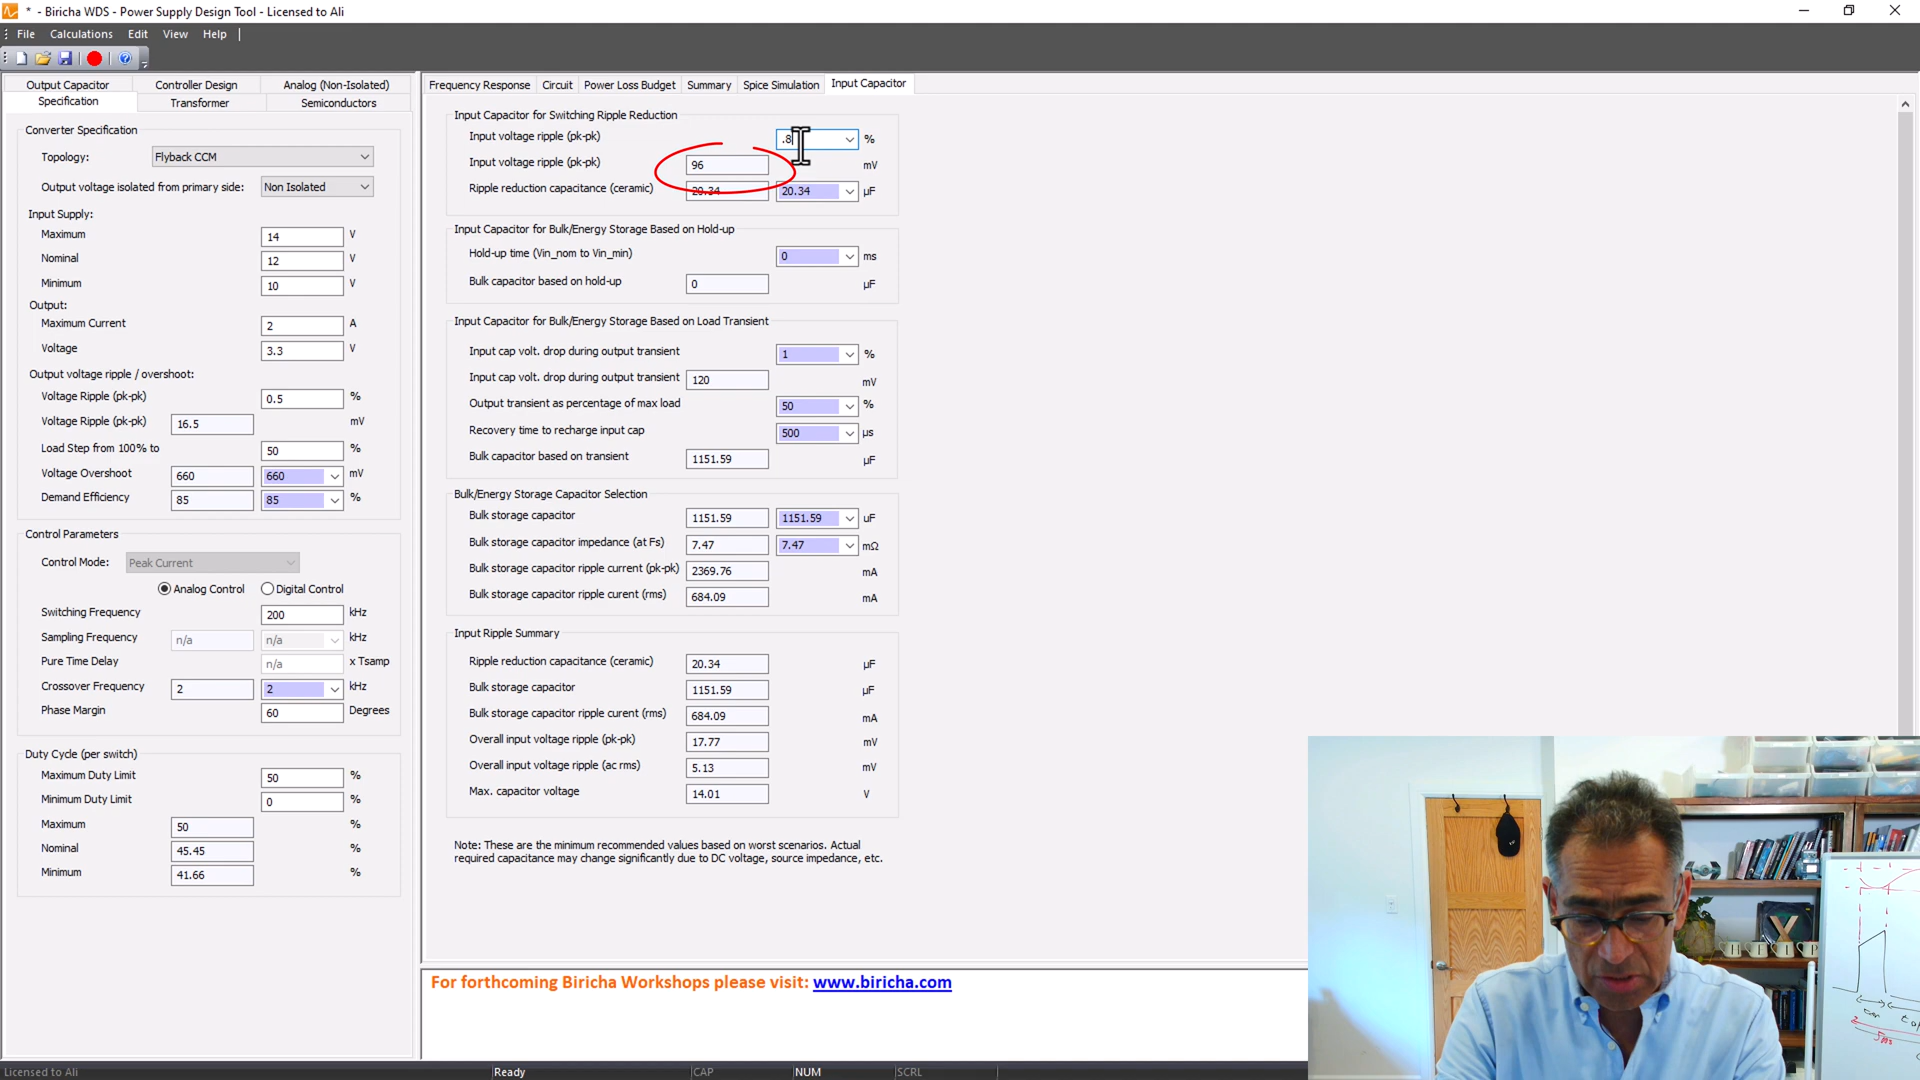 * - Biricha WDS - Power Supply Design Tool - Licensed to Ali
File Calculations Edit View Help
Output Capacitor Controller Design Analog (Non-Isolated)
Specification Transformer Semiconductors
Converter Specification
Topology: Flyback CCM
Output voltage isolated from primary side: Non Isolated
Input Supply:
Maximum 14 V
Nominal 12 V
Minimum 10 V
Output:
Maximum Current 2 A
Voltage 3.3 V
Output voltage ripple / overshoot:
Voltage Ripple (pk-pk) 0.5 %
Voltage Ripple (pk-pk) 16.5 mV
Load Step from 100% to 50 %
Voltage Overshoot 660 660 mV
Demand Efficiency 85 85 %
Control Parameters
Control Mode: Peak Current
Analog Control Digital Control
Switching Frequency 200 kHz
Sampling Frequency n/a n/a kHz
Pure Time Delay n/a x Tsamp
Crossover Frequency 2 2 kHz
Phase Margin 60 Degrees
Duty Cycle (per switch)
Maximum Duty Limit 50 %
Minimum Duty Limit 0 %
Maximum 50 %
Nominal 45.45 %
Minimum 41.66 %
Frequency Response Circuit Power Loss Budget Summary Spice Simulation Input Capacitor
Input Capacitor for Switching Ripple Reduction
Input voltage ripple (pk-pk) .8 %
Input voltage ripple (pk-pk) 96 mV
Ripple reduction capacitance (ceramic) 20.34 20.34 µF
Input Capacitor for Bulk/Energy Storage Based on Hold-up
Hold-up time (Vin_nom to Vin_min) 0 ms
Bulk capacitor based on hold-up 0 µF
Input Capacitor for Bulk/Energy Storage Based on Load Transient
Input cap volt. drop during output transient 1 %
Input cap volt. drop during output transient 120 mV
Output transient as percentage of max load 50 %
Recovery time to recharge input cap 500 µs
Bulk capacitor based on transient 1151.59 µF
Bulk/Energy Storage Capacitor Selection
Bulk storage capacitor 1151.59 1151.59 uF
Bulk storage capacitor impedance (at Fs) 7.47 7.47 mΩ
Bulk storage capacitor ripple current (pk-pk) 2369.76 mA
Bulk storage capacitor ripple curent (rms) 684.09 mA
Input Ripple Summary
Ripple reduction capacitance (ceramic) 20.34 µF
Bulk storage capacitor 1151.59 µF
Bulk storage capacitor ripple curent (rms) 684.09 mA
Overall input voltage ripple (pk-pk) 17.77 mV
Overall input voltage ripple (ac rms) 5.13 mV
Max. capacitor voltage 14.01 V
Note: These are the minimum recommended values based on worst scenarios. Actual
required capacitance may change significantly due to DC voltage, source impedance, etc.
For forthcoming Biricha Workshops please visit: www.biricha.com
Licensed to Ali Ready CAP NUM SCRL